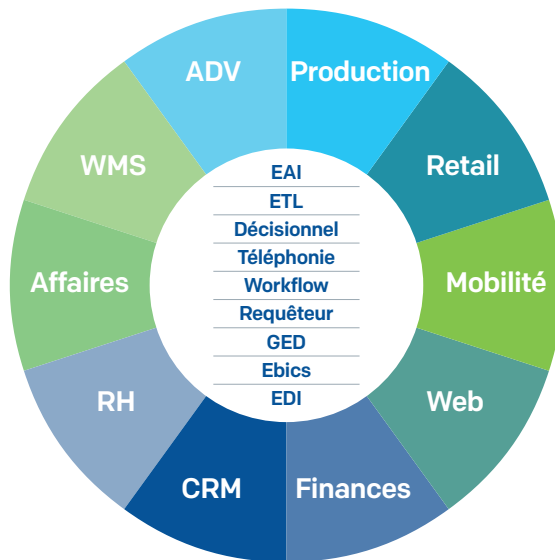 ADV
Production
WMS
Retail
Affaires
Mobilité
RH
Web
CRM
Finances
EAI
ETL
Décisionnel
Téléphonie
Workflow
Requêteur
GED
Ebics
EDI